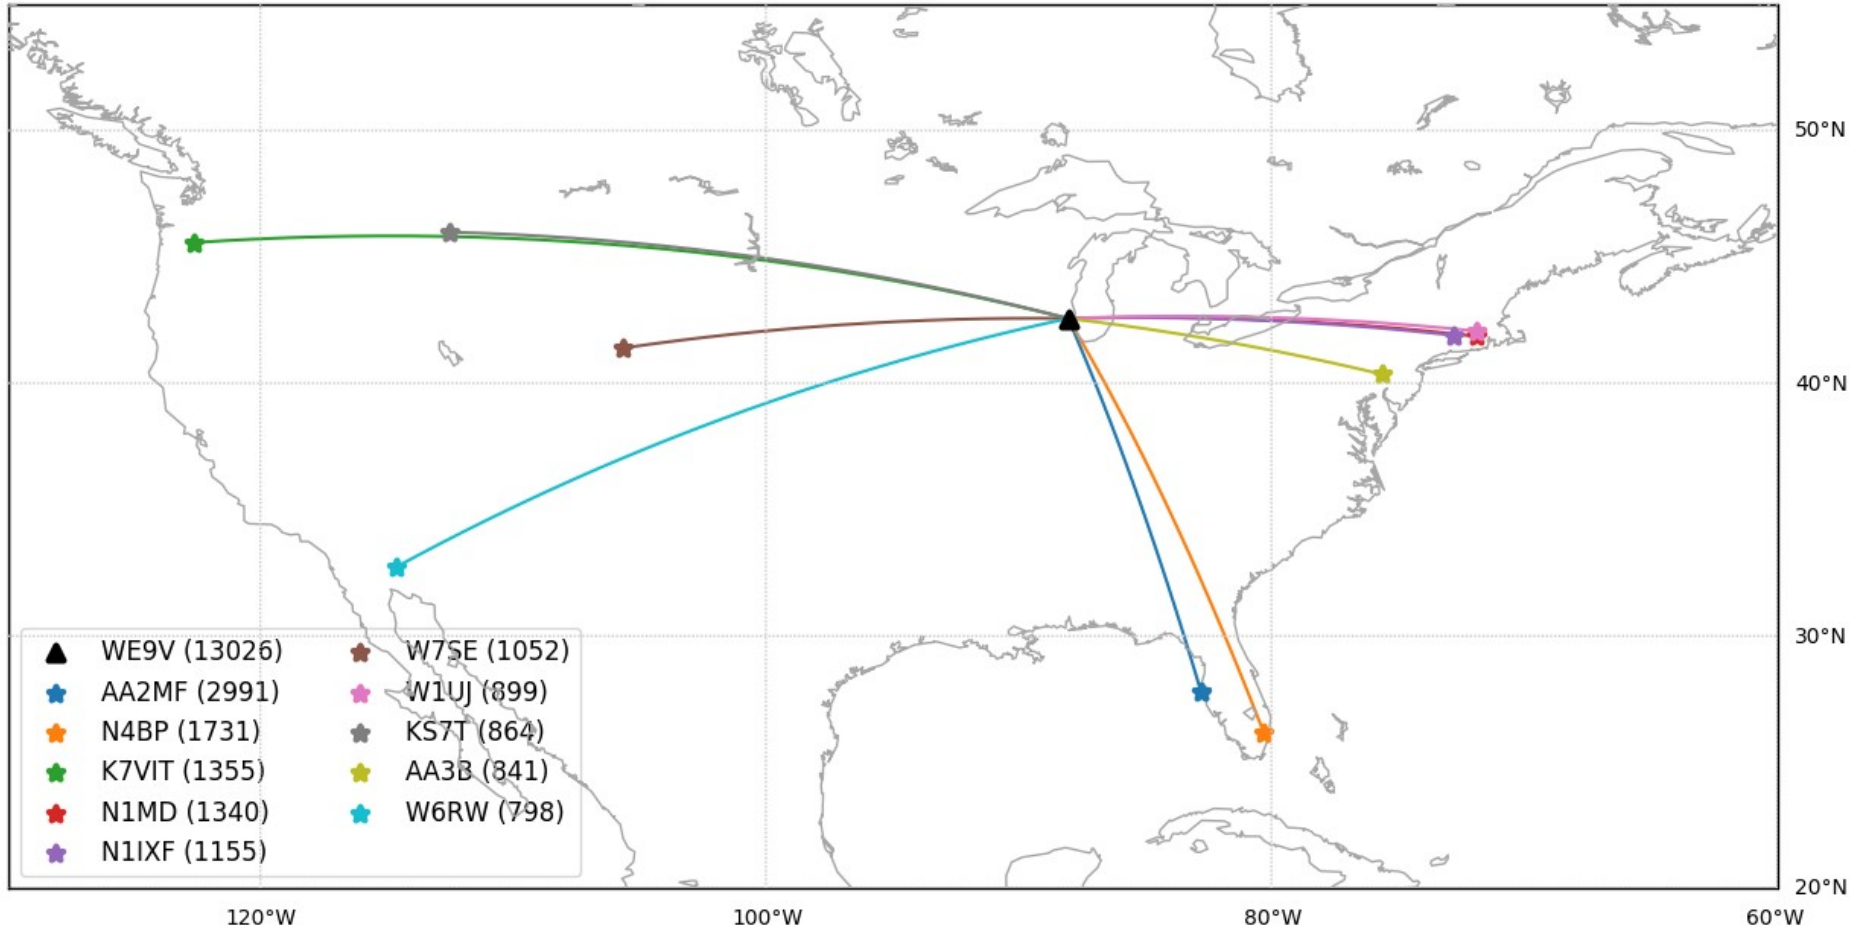 50°N
40°N
30°N
20°N
WE9V (13026)
AA2MF (2991)
N4BP (1731)
K7VIT (1355)
N1MD (1340)
N1IXF (1155)
W7SE (1052)
W1UJ (899)
KS7T (864)
AA3B (841)
W6RW (798)
120°W 100°W 80°W 60°W